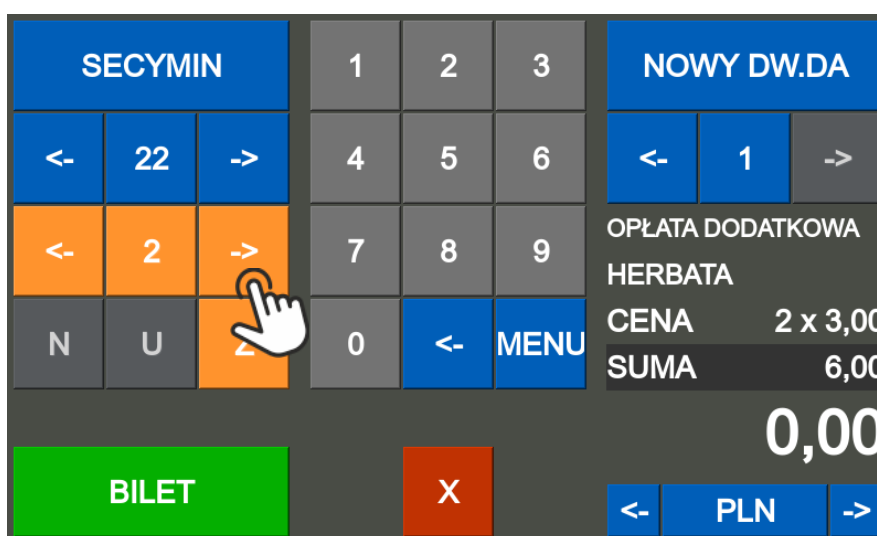 SECYMIN
1 2 3
NOWY DW.DA
<- 22 ->
4 5 6
<- 1 ->
<- 2 ->
7 8 9
OPŁATA DODATKOWA
HERBATA
N U Z
0 <- MENU
CENA 2 x 3,00
SUMA 6,00
0,00
BILET
X
<- PLN ->